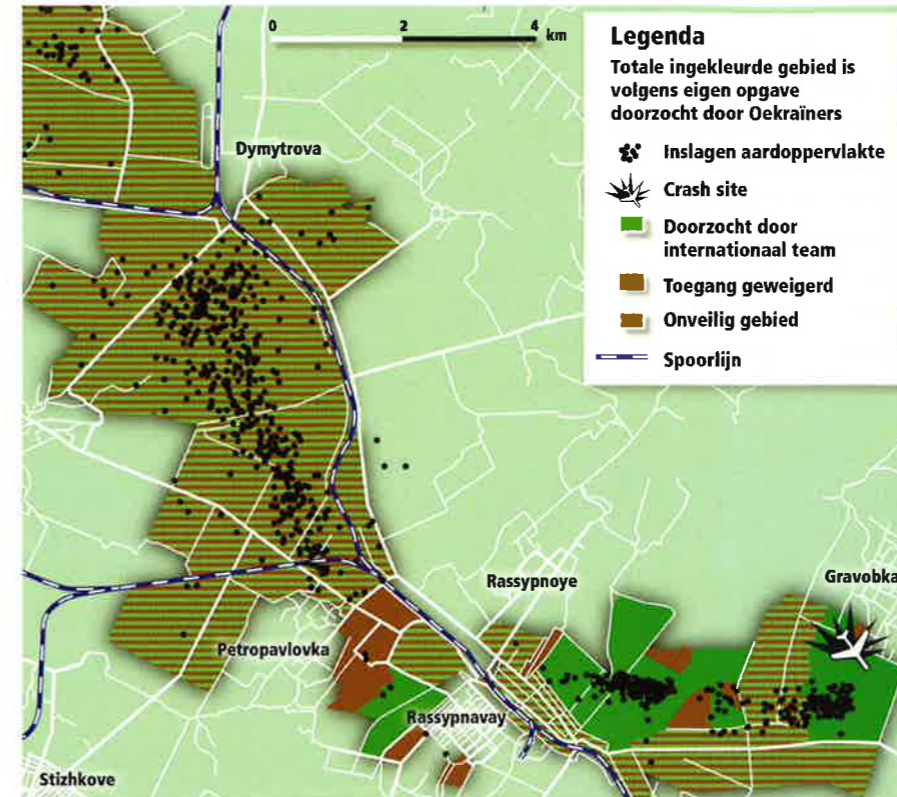 0 2 4
km
Legenda
Totale ingekleurde gebied is
volgens eigen opgave
doorzocht door Oekraïners
Inslagen aardoppervlakte
Crash site
Doorzocht door
internationaal team
Toegang geweigerd
Onveilig gebied
Spoorlijn
Dymytrova
Rassypnoye
Gravobka
Petropavlovka
Rassypnavay
Stizhkove